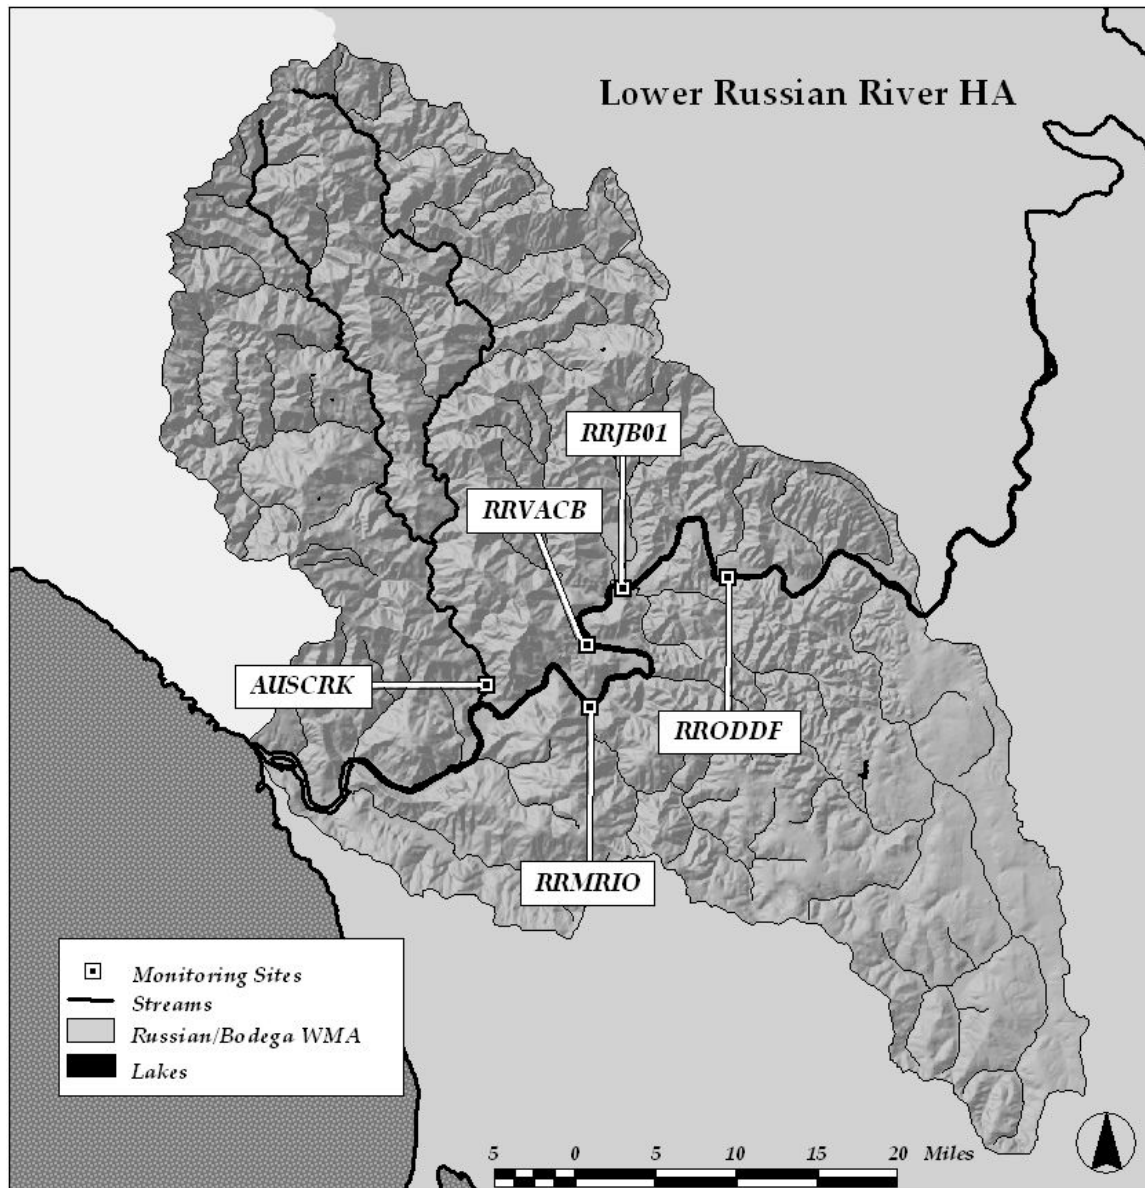 Lower Russian River HA
RRJB01
RRVACB
AUSCRK
RRODDF
RRMRIO
Monitoring Sites
Streams
Russian/Bodega WMA
Lakes
5 0 5 10 15 20 Miles